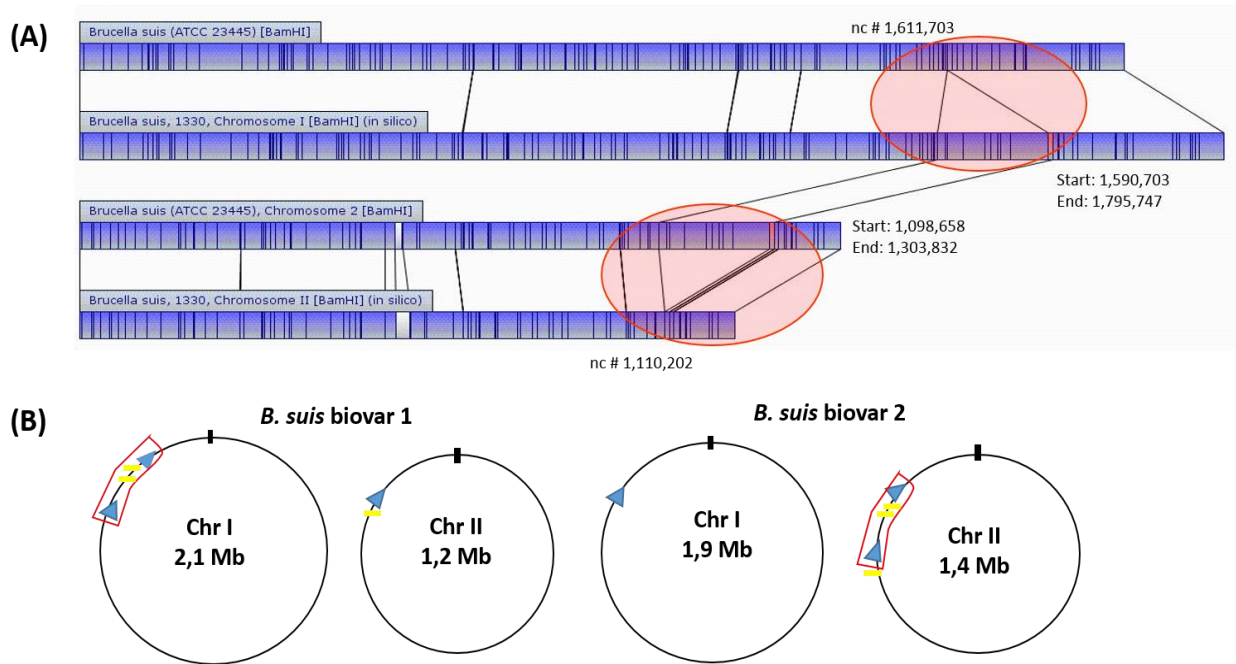 (A)
Brucella suis (ATCC 23445) [BamHI]
nc # 1,611,703
Brucella suis, 1330, Chromosome I [BamHI] (in silico)
Start: 1,590,703
End: 1,795,747
Brucella suis (ATCC 23445), Chromosome 2 [BamHI]
Start: 1,098,658
End: 1,303,832
Brucella suis, 1330, Chromosome II [BamHI] (in silico)
nc # 1,110,202
(B)
B. suis biovar 1
B. suis biovar 2
Chr I
2,1 Mb
Chr II
1,2 Mb
Chr I
1,9 Mb
Chr II
1,4 Mb